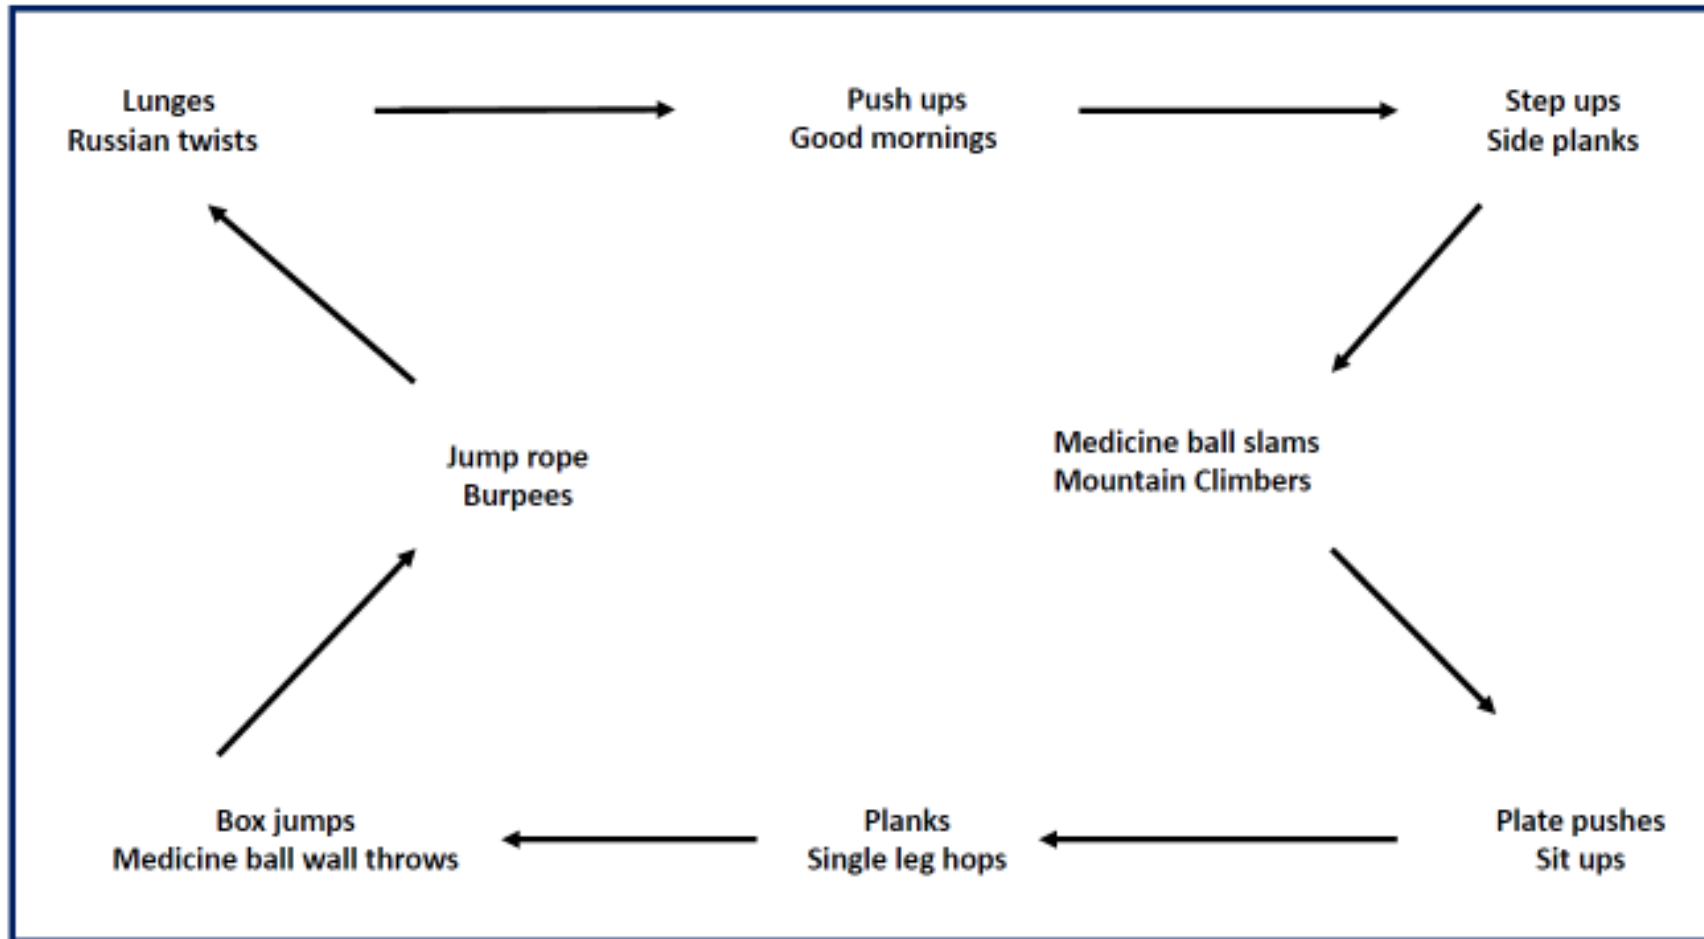 Lunges
Russian twists
Push ups
Good mornings
Step ups
Side planks
Jump rope
Burpees
Medicine ball slams
Mountain Climbers
Box jumps
Medicine ball wall throws
Planks
Single leg hops
Plate pushes
Sit ups